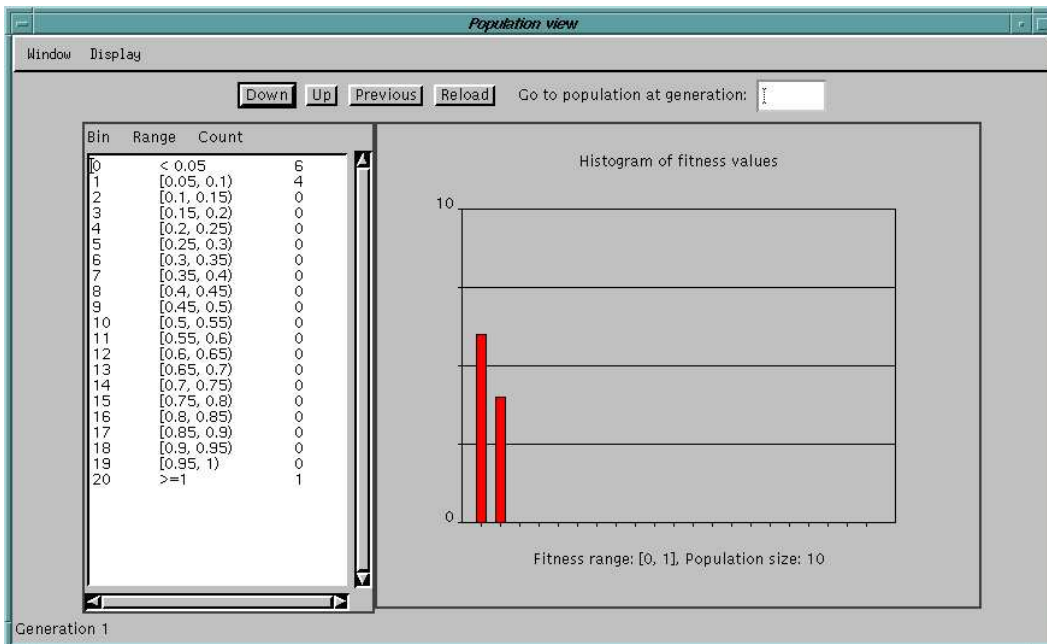 Population view
Window Display
Down Up Previous Reload Go to population at generation:
Bin Range Count
0 < 0.05 6
1 [0.05, 0.1) 4
2 [0.1, 0.15) 0
3 [0.15, 0.2) 0
4 [0.2, 0.25) 0
5 [0.25, 0.3) 0
6 [0.3, 0.35) 0
7 [0.35, 0.4) 0
8 [0.4, 0.45) 0
9 [0.45, 0.5) 0
10 [0.5, 0.55) 0
11 [0.55, 0.6) 0
12 [0.6, 0.65) 0
13 [0.65, 0.7) 0
14 [0.7, 0.75) 0
15 [0.75, 0.8) 0
16 [0.8, 0.85) 0
17 [0.85, 0.9) 0
18 [0.9, 0.95) 0
19 [0.95, 1) 0
20 >=1 1
Histogram of fitness values
10
0
Fitness range: [0, 1], Population size: 10
Generation 1